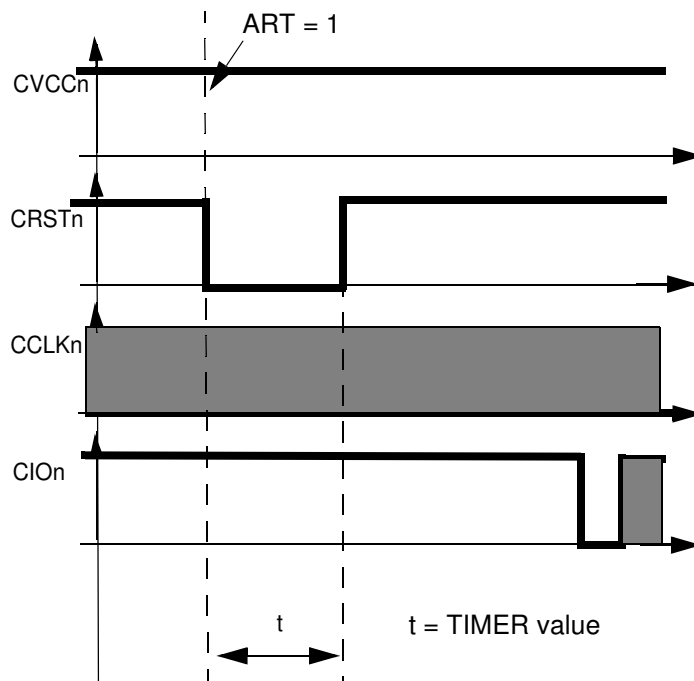 ART = 1
CVCCn
CRSTn
CCLKn
CIOn
t
t = TIMER value